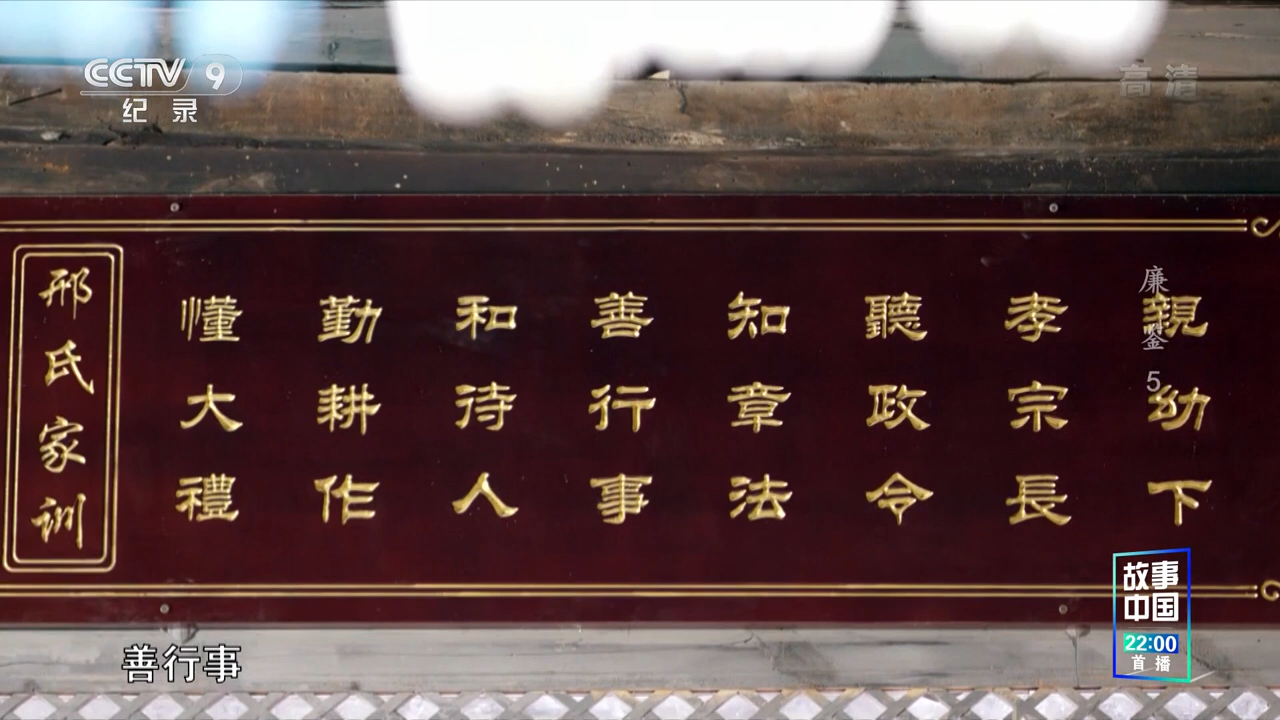 CCTV 9
纪录
高清
邢氏家训
懂大禮
勤耕作
和待人
善行事
知章法
聽政令
孝宗長
親幼下
廉鉴 5
故事
中国
22:00
首播
善行事